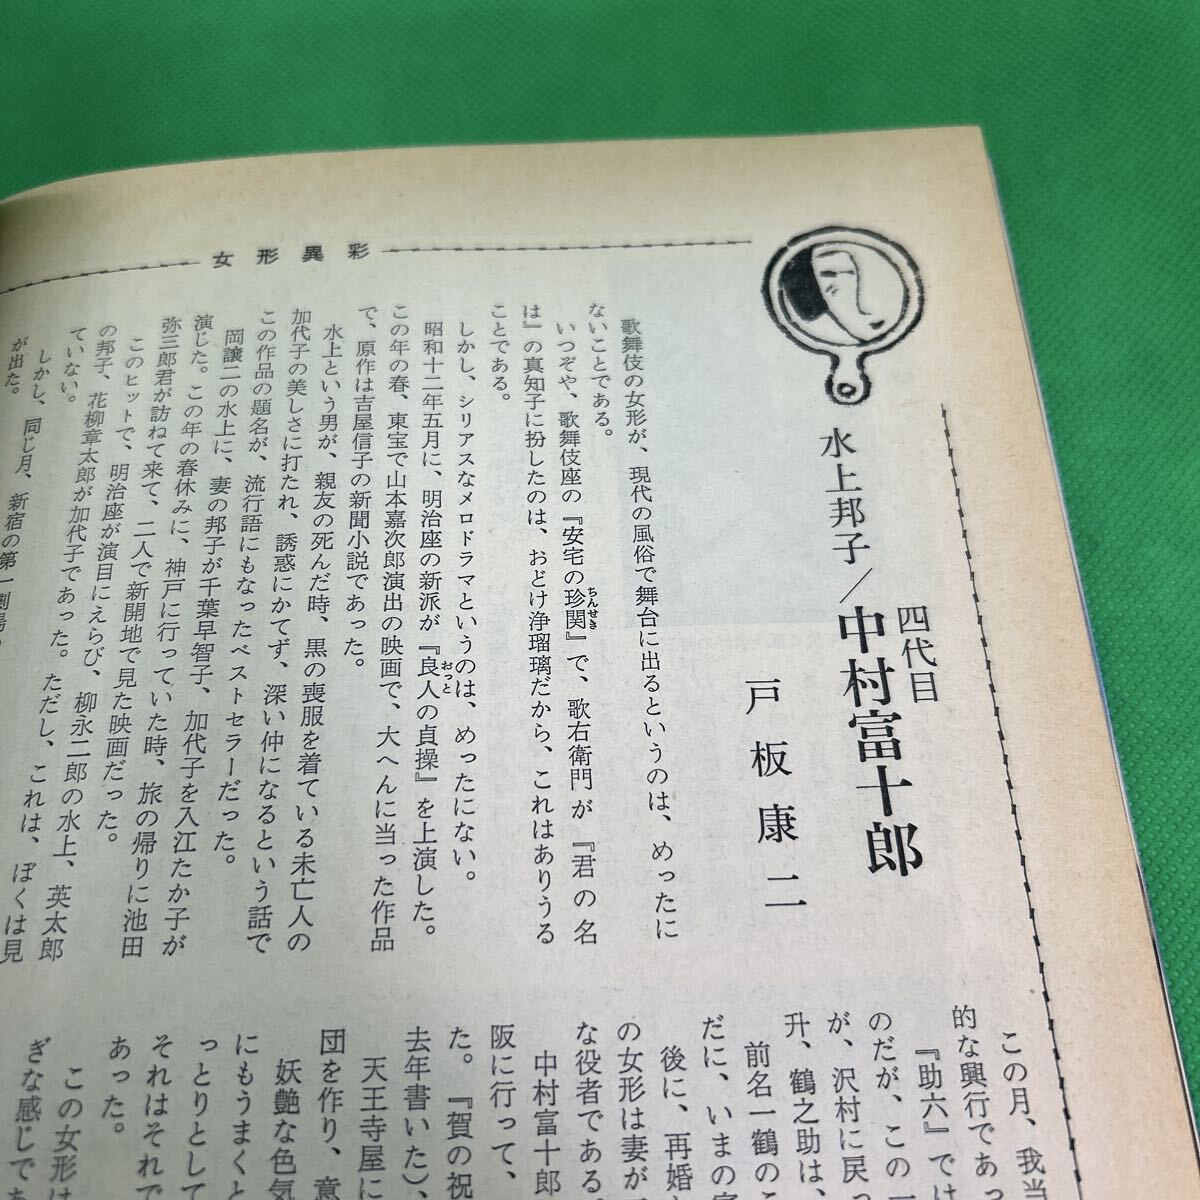 女形異彩
水上邦子／
四代目
中村富十郎
戸板康二
歌舞伎の女形が、現代の風俗で舞台に出るというのは、めったに
ないことである。
いつぞや、歌舞伎座の『安宅の珍関』で、歌右衛門が『君の名
ちんせき
は』の真知子に扮したのは、おどけ浄瑠璃だから、これはありうる
ことである。
しかし、シリアスなメロドラマというのは、めったにない。
昭和十二年五月に、明治座の新派が『良人の貞操』を上演した。
おっと
この年の春、東宝で山本嘉次郎演出の映画で、大へんに当った作品
で、原作は吉屋信子の新聞小説であった。
水上という男が、親友の死んだ時、黒の喪服を着ている未亡人の
加代子の美しさに打たれ、誘惑にかてず、深い仲になるという話で
この作品の題名が、流行語にもなったベストセラーだった。
岡譲二の水上に、妻の邦子が千葉早智子、加代子を入江たか子が
演じた。この年の春休みに、神戸に行っていた時、旅の帰りに池田
弥三郎君が訪ねて来て、二人で新開地で見た映画だった。
このヒットで、明治座が演目にえらび、柳永二郎の水上、英太郎
の邦子、花柳章太郎が加代子であった。ただし、これは、ぼくは見
ていない。
しかし、同じ月、新宿の第一劇場
が出た。
この月、我当
的な興行であっ
『助六』では
のだが、この一
が、沢村に戻っ
升、鶴之助は、
前名一鶴のこ
だに、いまの
後に、再婚
の女形は妻が
な役者である。
中村富十郎
阪に行って、
た。『賀の祝
去年書いた）、
天王寺屋に
団を作り、意
妖艶な色気
にもうまくと
っとりとして
それはそれで
あった。
この女形は
ぎな感じであ